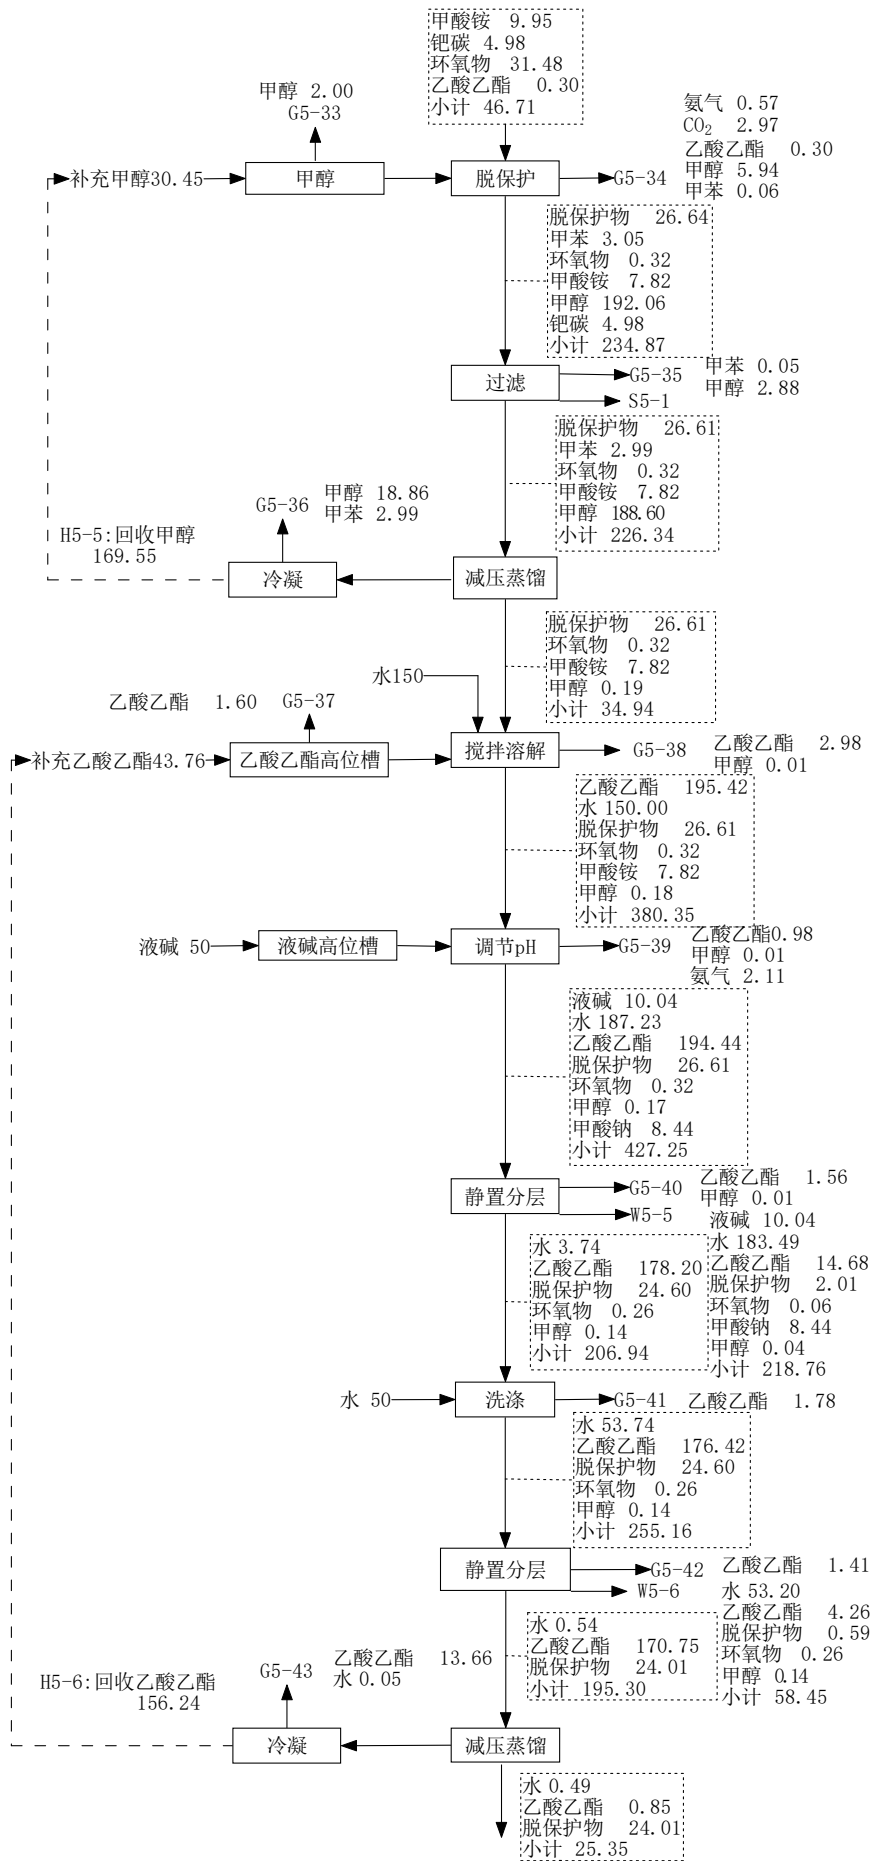 甲酸铵 9.95
钯碳 4.98
环氧物 31.48
乙酸乙酯 0.30
小计 46.71
甲醇 2.00
G5-33
氨气 0.57
CO₂ 2.97
乙酸乙酯 0.30
甲醇 5.94
甲苯 0.06
补充甲醇30.45
甲醇
脱保护
G5-34
脱保护物 26.64
甲苯 3.05
环氧物 0.32
甲酸铵 7.82
甲醇 192.06
钯碳 4.98
小计 234.87
过滤
G5-35
甲苯 0.05
甲醇 2.88
S5-1
脱保护物 26.61
甲苯 2.99
环氧物 0.32
甲酸铵 7.82
甲醇 188.60
小计 226.34
G5-36
甲醇 18.86
甲苯 2.99
H5-5:回收甲醇
169.55
冷凝
减压蒸馏
脱保护物 26.61
环氧物 0.32
甲酸铵 7.82
甲醇 0.19
小计 34.94
水150
乙酸乙酯 1.60
G5-37
补充乙酸乙酯43.76
乙酸乙酯高位槽
搅拌溶解
G5-38
乙酸乙酯 2.98
甲醇 0.01
乙酸乙酯 195.42
水 150.00
脱保护物 26.61
环氧物 0.32
甲酸铵 7.82
甲醇 0.18
小计 380.35
液碱 50
液碱高位槽
调节pH
G5-39
乙酸乙酯0.98
甲醇 0.01
氨气 2.11
液碱 10.04
水 187.23
乙酸乙酯 194.44
脱保护物 26.61
环氧物 0.32
甲醇 0.17
甲酸钠 8.44
小计 427.25
静置分层
G5-40
乙酸乙酯 1.56
甲醇 0.01
W5-5
液碱 10.04
水 183.49
乙酸乙酯 14.68
脱保护物 2.01
环氧物 0.06
甲酸钠 8.44
甲醇 0.04
小计 218.76
水 3.74
乙酸乙酯 178.20
脱保护物 24.60
环氧物 0.26
甲醇 0.14
小计 206.94
水 50
洗涤
G5-41
乙酸乙酯 1.78
水 53.74
乙酸乙酯 176.42
脱保护物 24.60
环氧物 0.26
甲醇 0.14
小计 255.16
静置分层
G5-42
乙酸乙酯 1.41
W5-6
水 53.20
乙酸乙酯 4.26
脱保护物 0.59
环氧物 0.26
甲醇 0.14
小计 58.45
水 0.54
乙酸乙酯 170.75
脱保护物 24.01
小计 195.30
G5-43
乙酸乙酯 13.66
水 0.05
H5-6:回收乙酸乙酯
156.24
冷凝
减压蒸馏
水 0.49
乙酸乙酯 0.85
脱保护物 24.01
小计 25.35